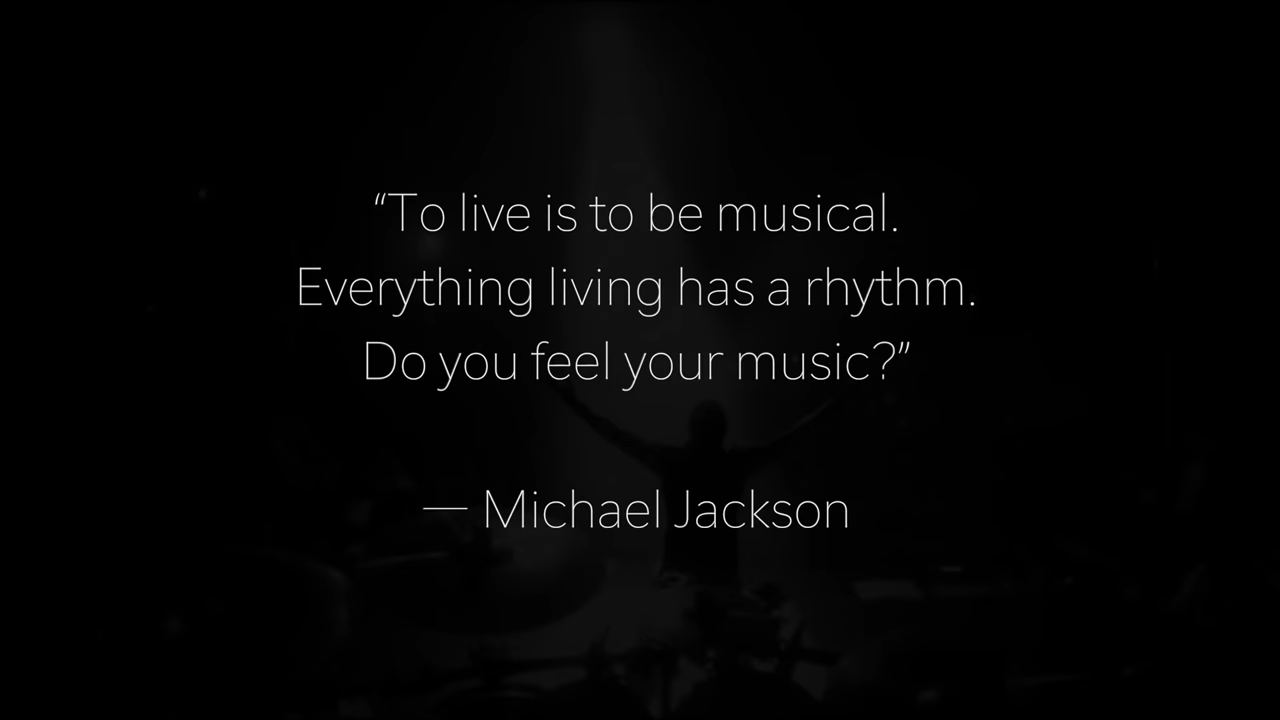 “To live is to be musical.
Everything living has a rhythm.
Do you feel your music?”
— Michael Jackson